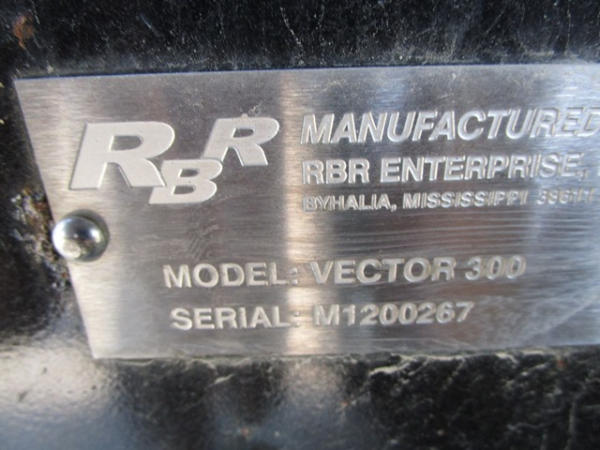 RBR
MANUFACTURED
RBR ENTERPRISE,
BYHALIA, MISSISSIPPI
MODEL: VECTOR 300
SERIAL: M1200267